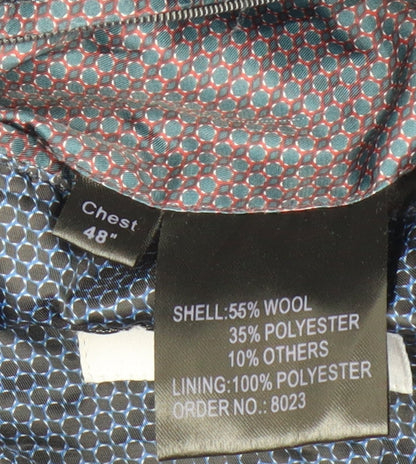 Chest
48"
SHELL:55% WOOL
35% POLYESTER
10% OTHERS
LINING:100% POLYESTER
ORDER NO.: 8023